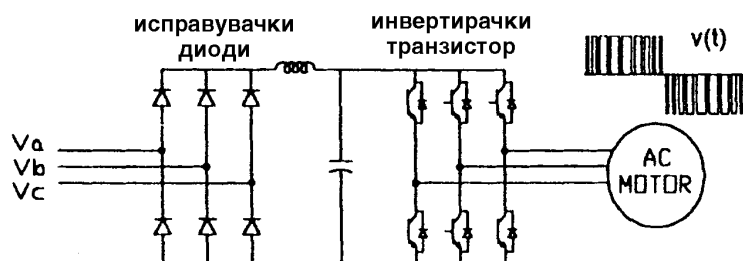 исправувачки
диоди
инвертирачки
транзистор
v(t)
Va
Vb
Vc
AC
MOTOR